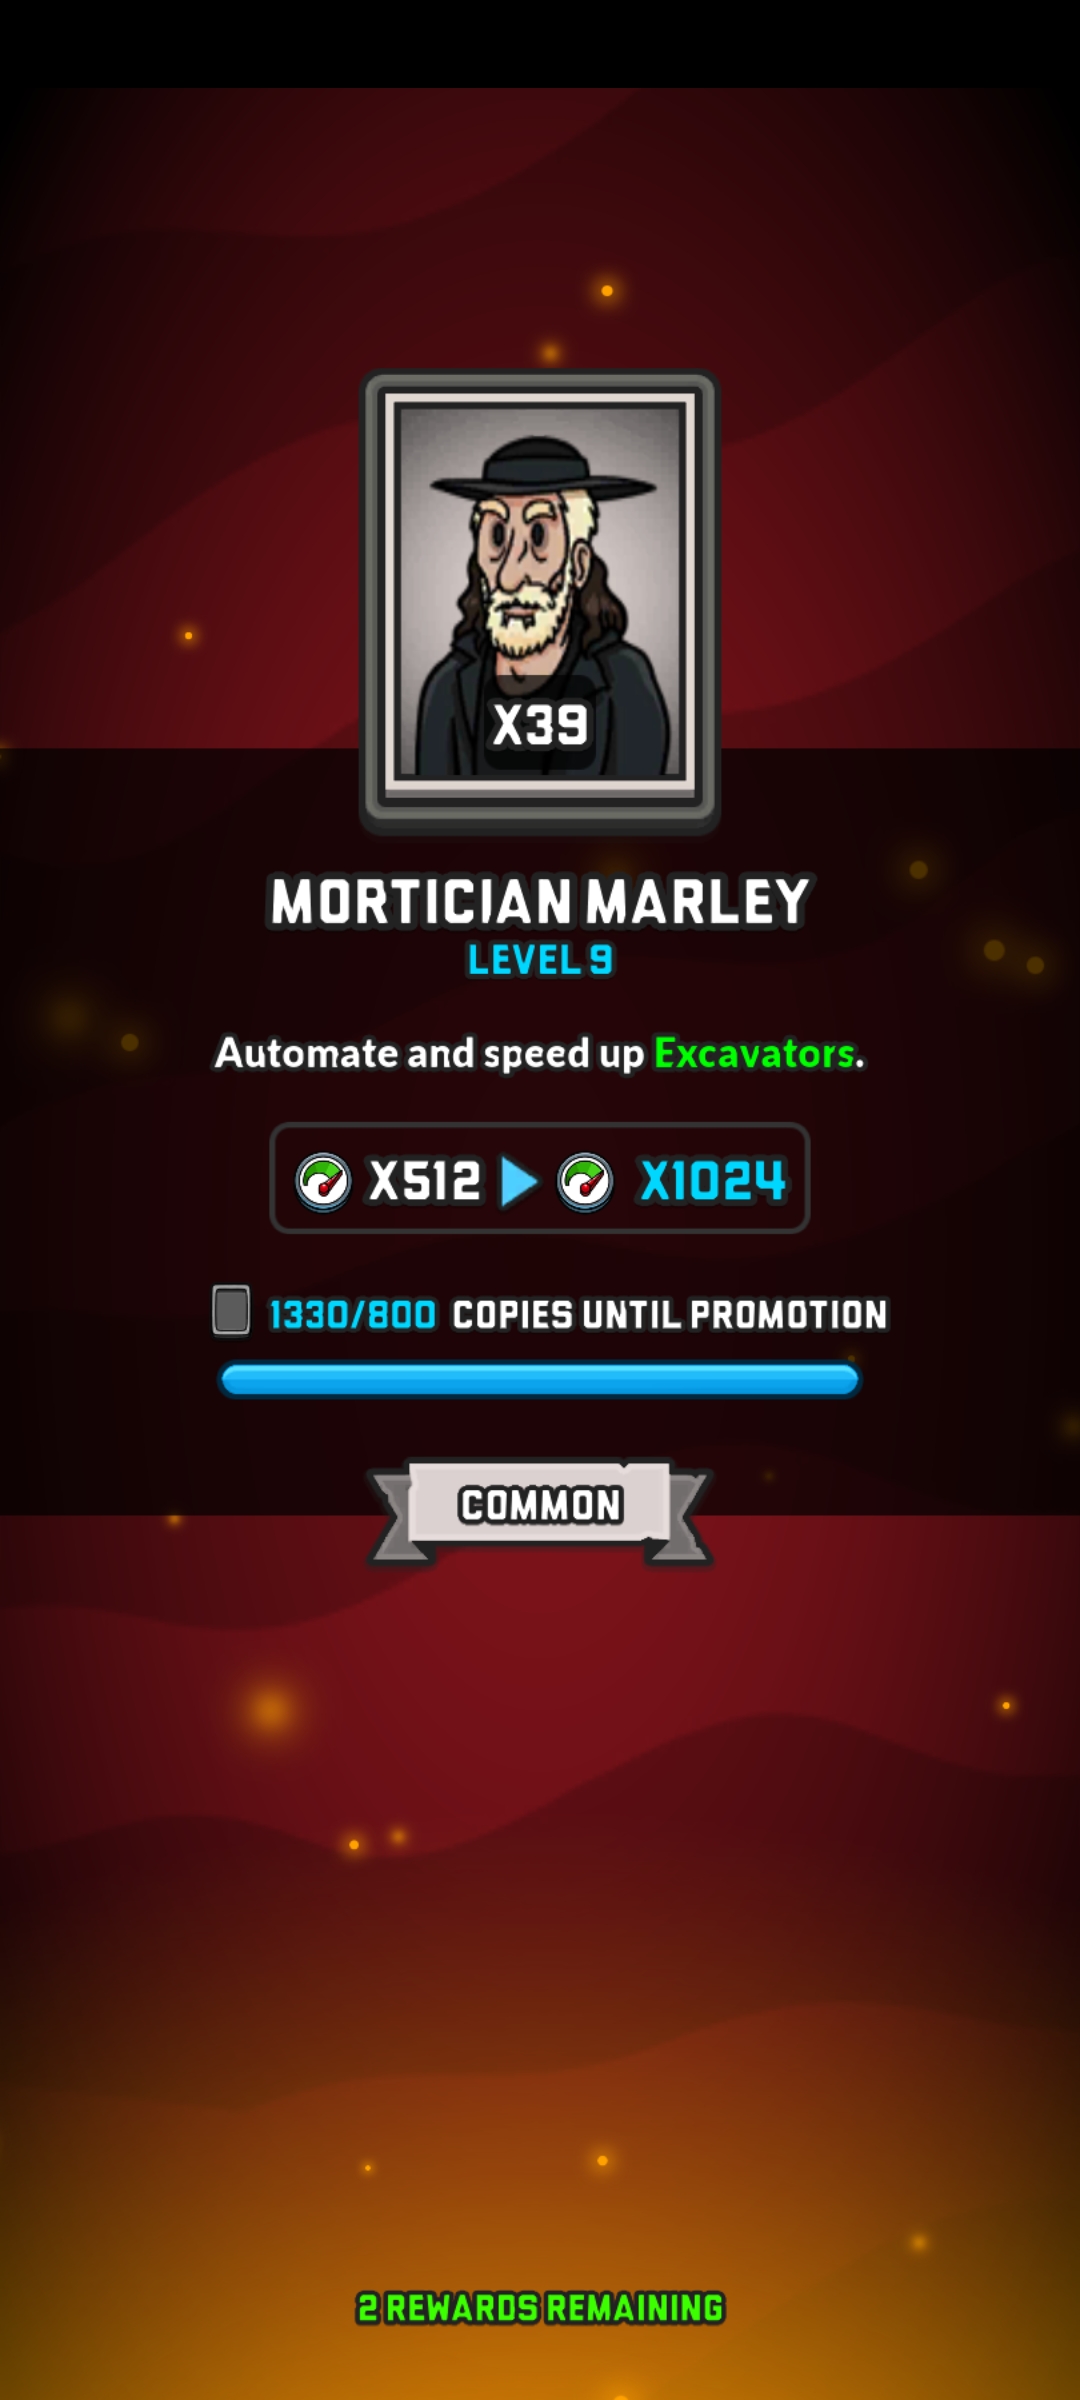 X39
MORTICIAN MARLEY
LEVEL 9
Automate and speed up Excavators.
X512 X1024
1330/800 COPIES UNTIL PROMOTION
COMMON
2 REWARDS REMAINING